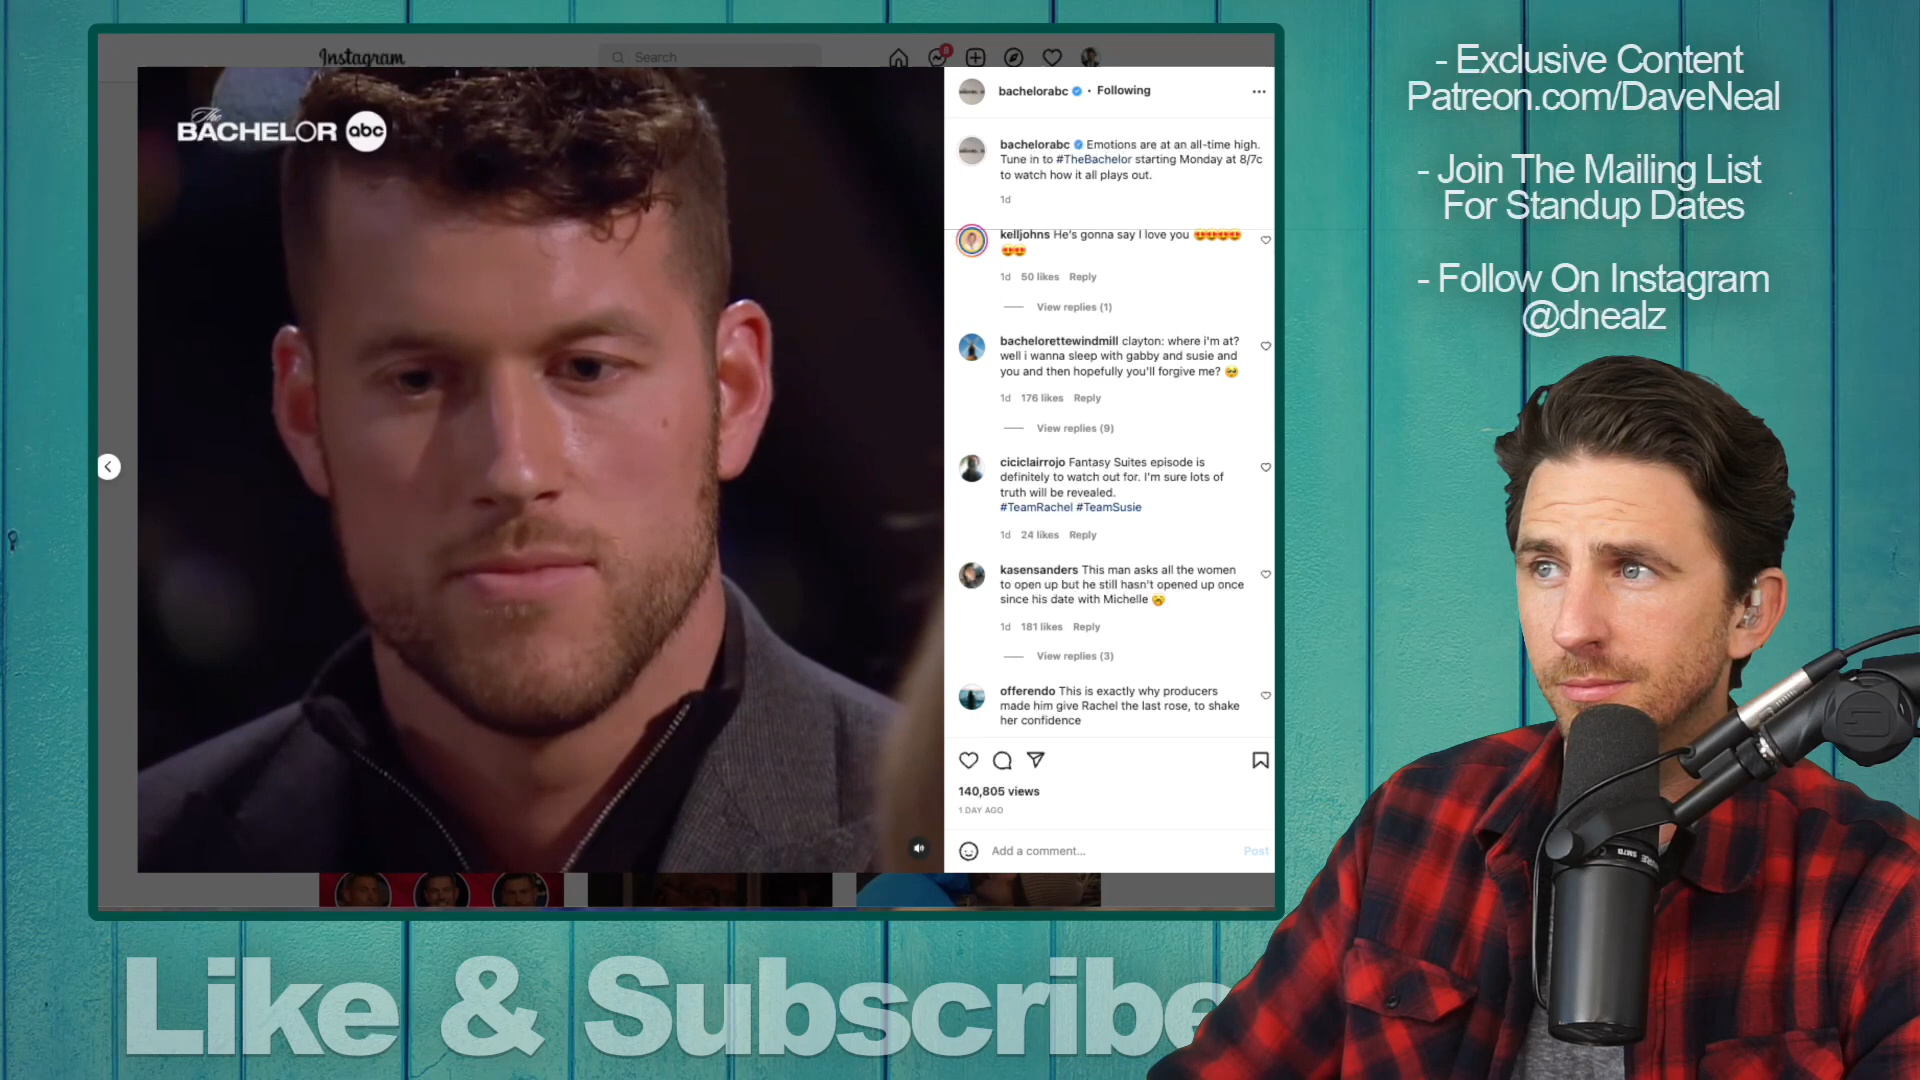 Instagram
Search
8
The
BACHELOR abc
bachelorabc • Following
bachelorabc Emotions are at an all-time high.
Tune in to #TheBachelor starting Monday at 8/7c
to watch how it all plays out.
1d
kelljohns He's gonna say I love you 😍😍😍😍
😍😍
1d 50 likes Reply
View replies (1)
bachelorettewindmill clayton: where i'm at?
well i wanna sleep with gabby and susie and
you and then hopefully you'll forgive me? 🥺
1d 176 likes Reply
View replies (9)
ciciclairrojo Fantasy Suites episode is
definitely to watch out for. I'm sure lots of
truth will be revealed.
#TeamRachel #TeamSusie
1d 24 likes Reply
kasensanders This man asks all the women
to open up but he still hasn't opened up once
since his date with Michelle
1d 181 likes Reply
View replies (3)
offerendo This is exactly why producers
made him give Rachel the last rose, to shake
her confidence
140,805 views
1 DAY AGO
Add a comment...
Post
- Exclusive Content
Patreon.com/DaveNeal
- Join The Mailing List
For Standup Dates
- Follow On Instagram
@dnealz
Like & Subscribe